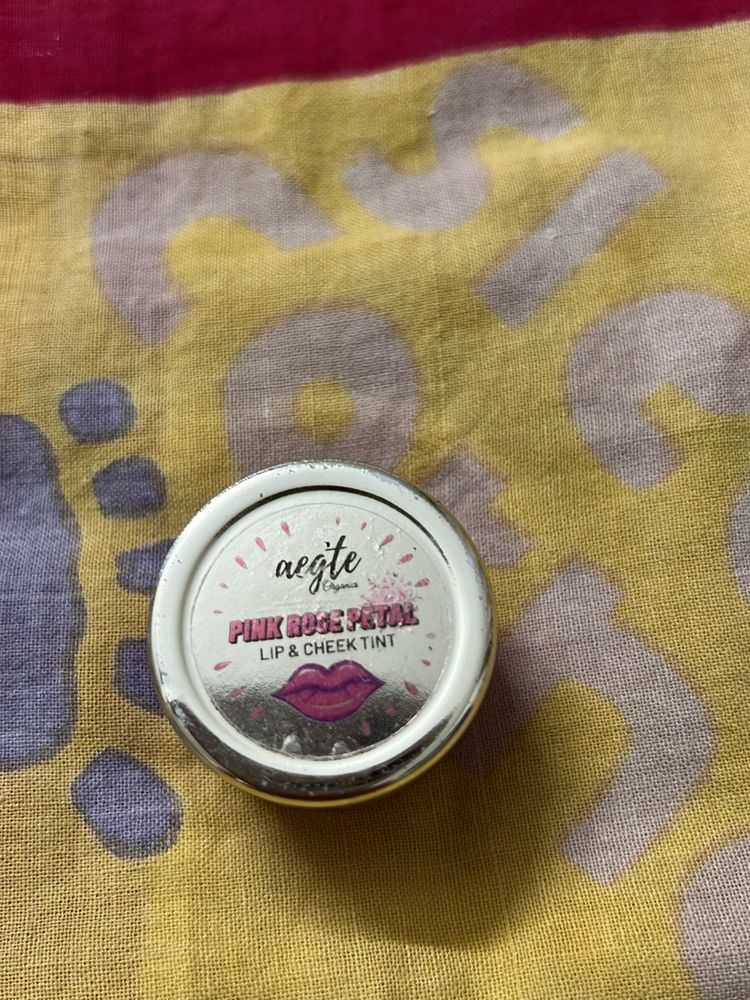 aegte
Organics
PINK ROSE PETAL
LIP & CHEEK TINT